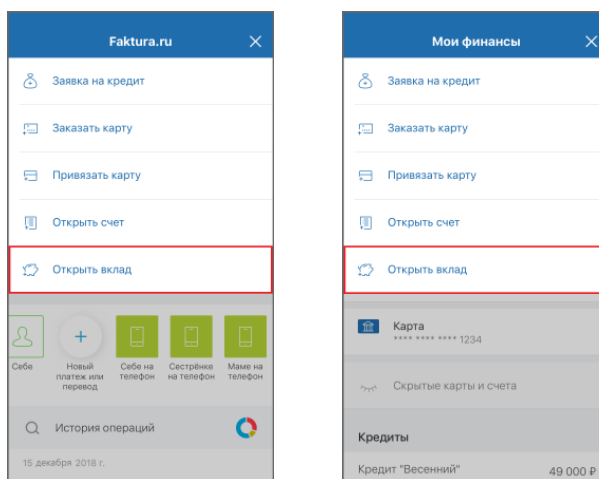 Faktura.ru
Заявка на кредит
Заказать карту
Привязать карту
Открыть счет
Открыть вклад
Себе
Новый
платеж или
перевод
Себе на
телефон
Сестрёнке
на телефон
Маме на
телефон
История операций
15 декабря 2018 г.
Мои финансы
Заявка на кредит
Заказать карту
Привязать карту
Открыть счет
Открыть вклад
Карта
**** **** **** 1234
Скрытые карты и счета
Кредиты
Кредит "Весенний" 49 000 ₽